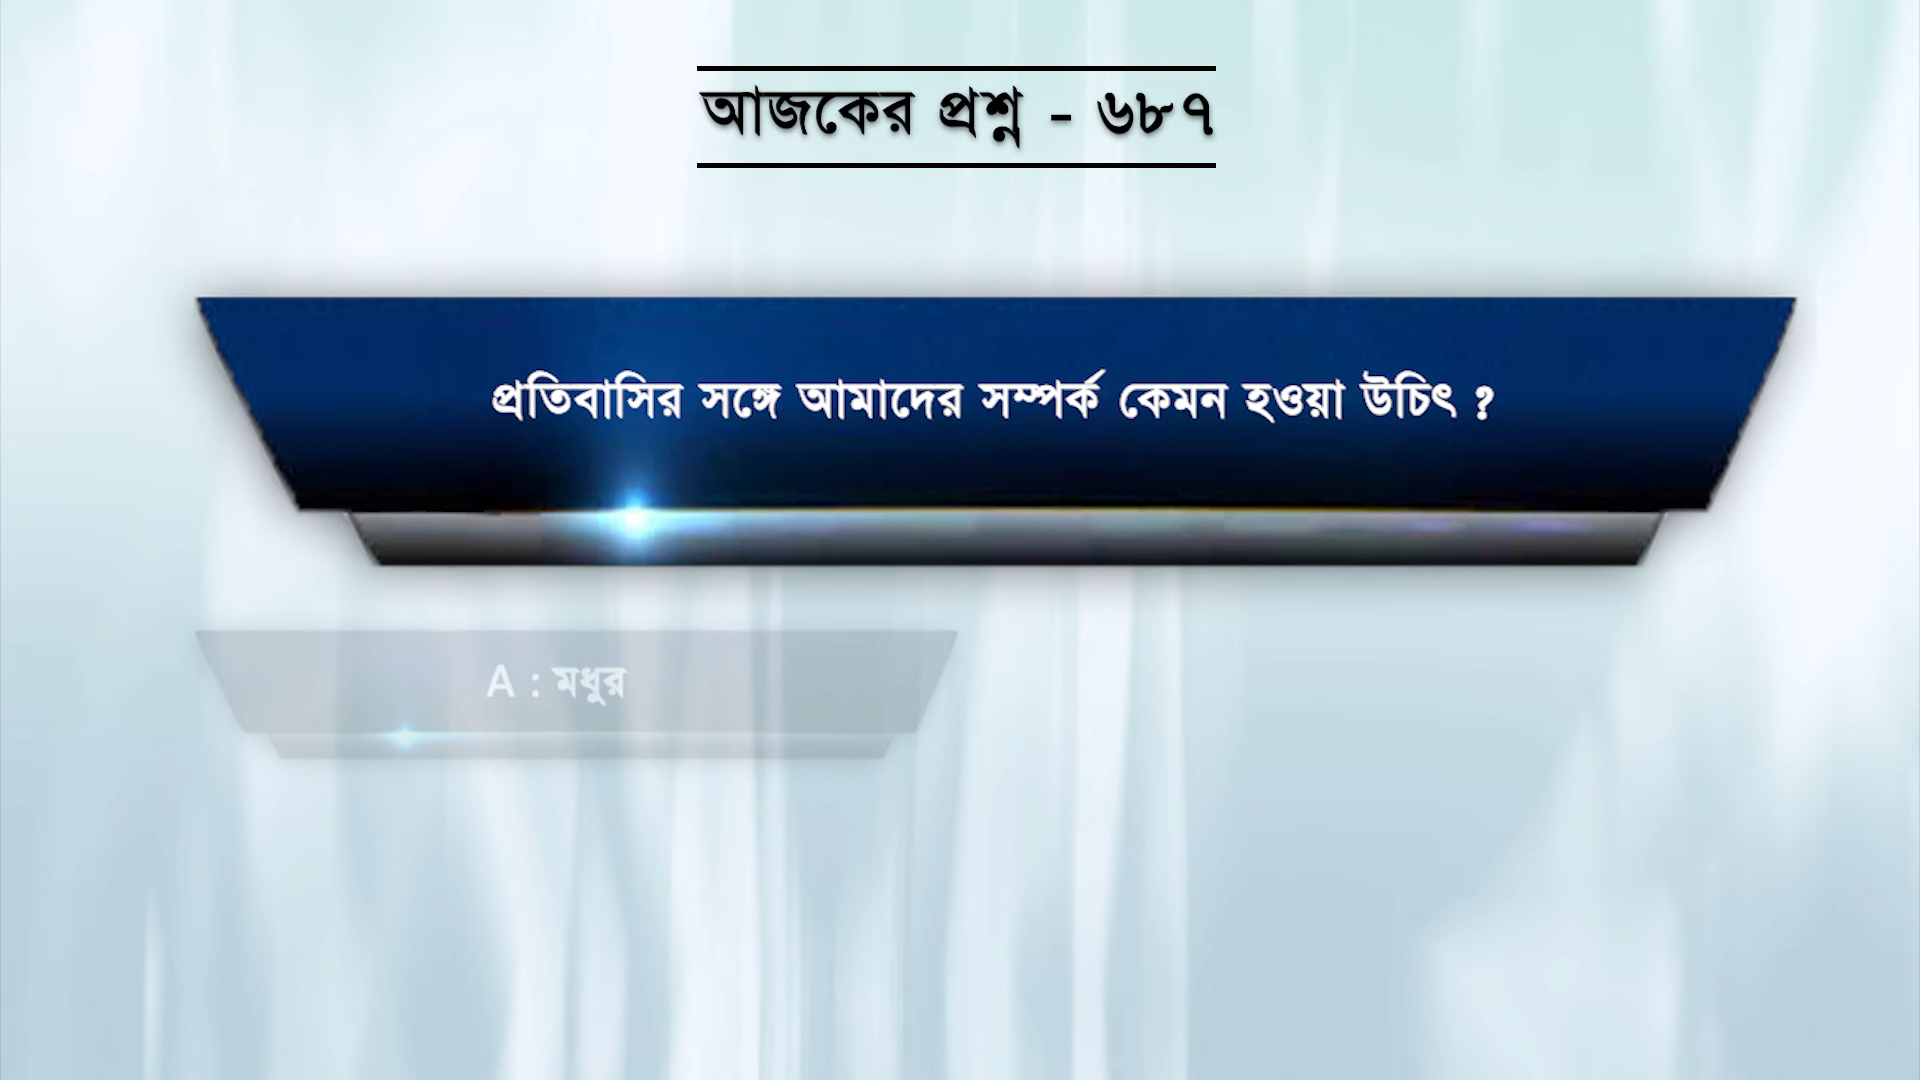 আজকের প্রশ্ন - ৬৮৭
প্রতিবাসির সঙ্গে আমাদের সম্পর্ক কেমন হওয়া উচিৎ ?
A : মধুর